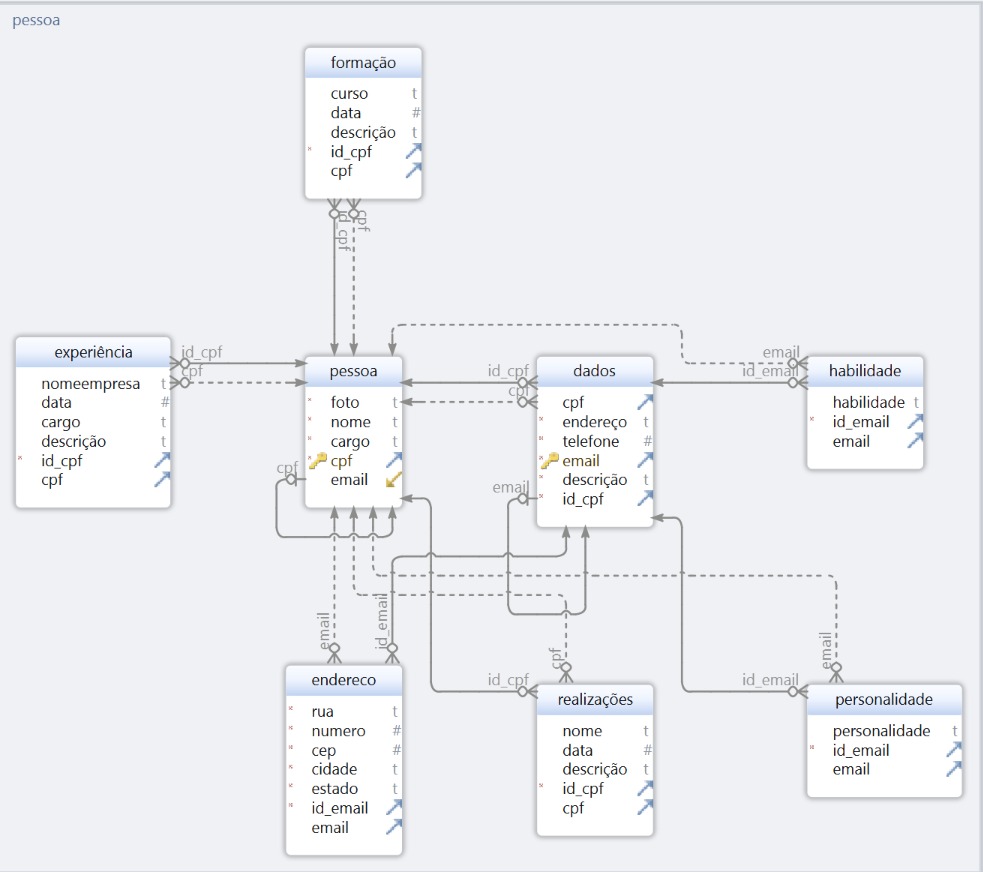 pessoa
formação
curso t
data #
descrição t
id_cpf
cpf
id_cpf
cpf
experiência
nomeempresa t
data #
cargo t
descrição t
id_cpf
cpf
id_cpf
cpf
pessoa
foto t
nome t
cargo t
cpf
email
cpf
id_cpf
cpf
dados
cpf
endereço t
telefone #
email
descrição t
id_cpf
email
email
id_email
habilidade
habilidade t
id_email
email
email
id_email
endereco
rua t
numero #
cep #
cidade t
estado t
id_email
email
cpf
id_cpf
realizações
nome t
data #
descrição t
id_cpf
cpf
email
id_email
personalidade
personalidade t
id_email
email